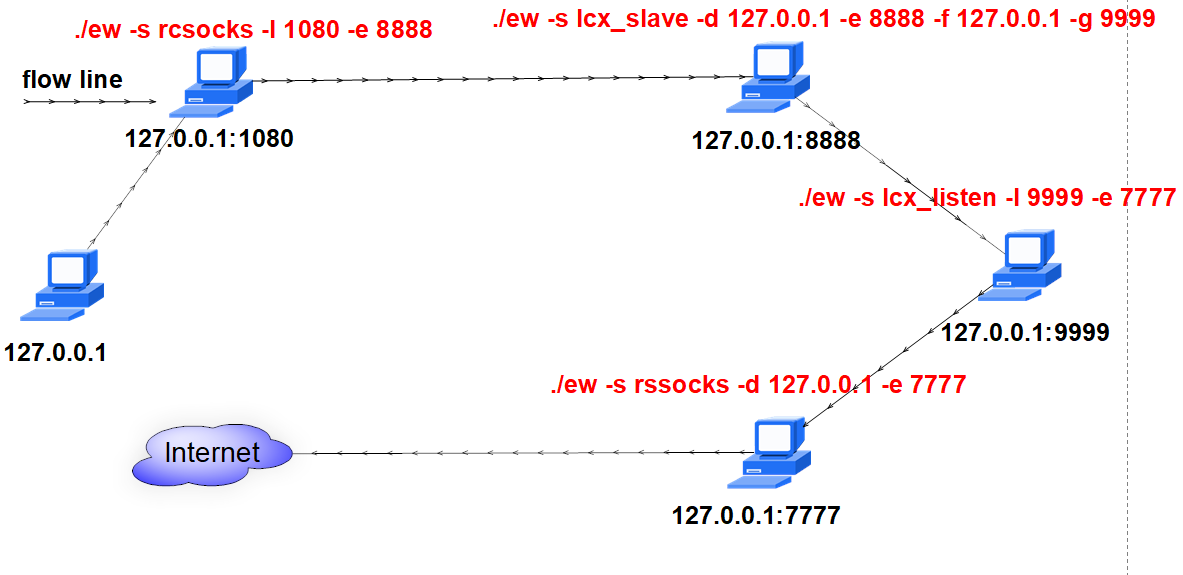 ./ew -s lcx_slave -d 127.0.0.1 -e 8888 -f 127.0.0.1 -g 9999
./ew -s rcsocks -l 1080 -e 8888
flow line
127.0.0.1:1080
127.0.0.1:8888
./ew -s lcx_listen -l 9999 -e 7777
127.0.0.1:9999
127.0.0.1
./ew -s rssocks -d 127.0.0.1 -e 7777
Internet
127.0.0.1:7777